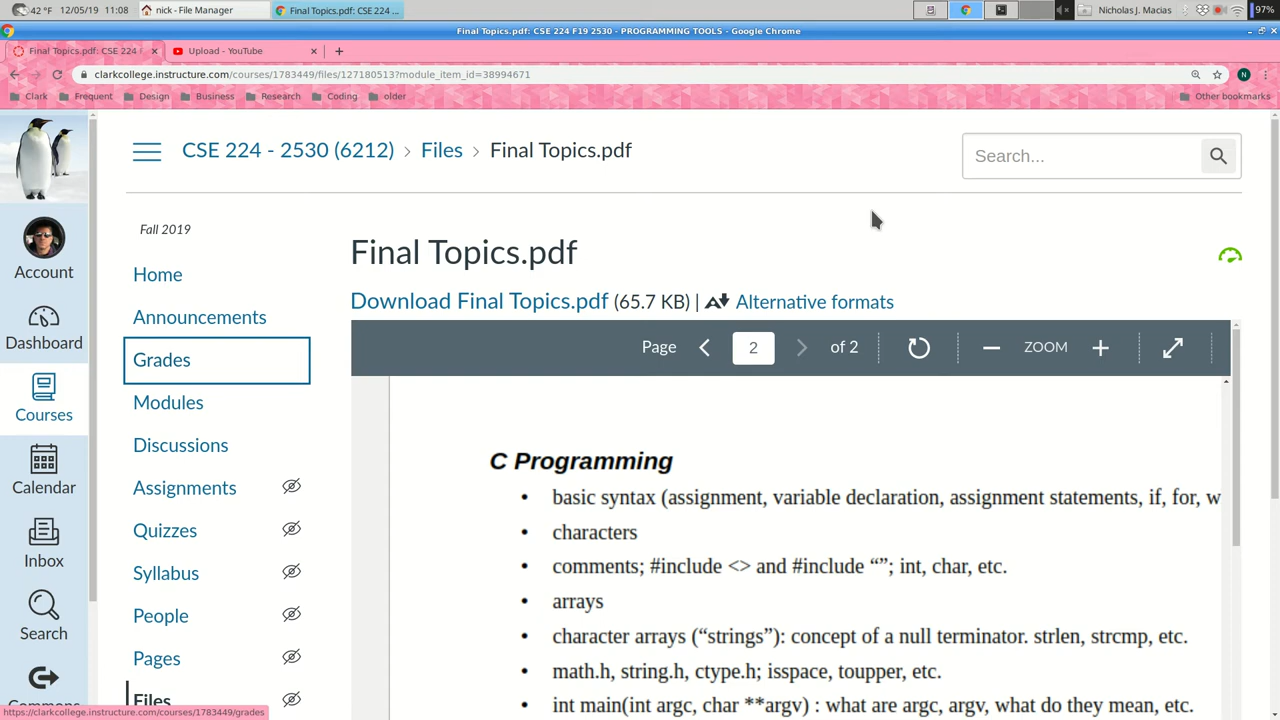 42 °F 12/05/19 11:08 nick - File Manager Final Topics.pdf: CSE 224 ... Nicholas J. Macias 97%
Final Topics.pdf: CSE 224 F19 2530 - PROGRAMMING TOOLS - Google Chrome
Final Topics.pdf: CSE 224 F Upload - YouTube
clarkcollege.instructure.com/courses/1783449/files/127180513?module_item_id=38994671 N
Clark Frequent Design Business Research Coding older Other bookmarks
CSE 224 - 2530 (6212) › Files › Final Topics.pdf Search...
Fall 2019
Home
Announcements
Grades
Modules
Discussions
Assignments
Quizzes
Syllabus
People
Pages
Files
Account
Dashboard
Courses
Calendar
Inbox
Search
Commons
Final Topics.pdf
Download Final Topics.pdf (65.7 KB) | Alternative formats
Page 2 of 2 ZOOM
C Programming
• basic syntax (assignment, variable declaration, assignment statements, if, for, w
• characters
• comments; #include <> and #include “”; int, char, etc.
• arrays
• character arrays (“strings”): concept of a null terminator. strlen, strcmp, etc.
• math.h, string.h, ctype.h; isspace, toupper, etc.
• int main(int argc, char **argv) : what are argc, argv, what do they mean, etc.
https://clarkcollege.instructure.com/courses/1783449/grades